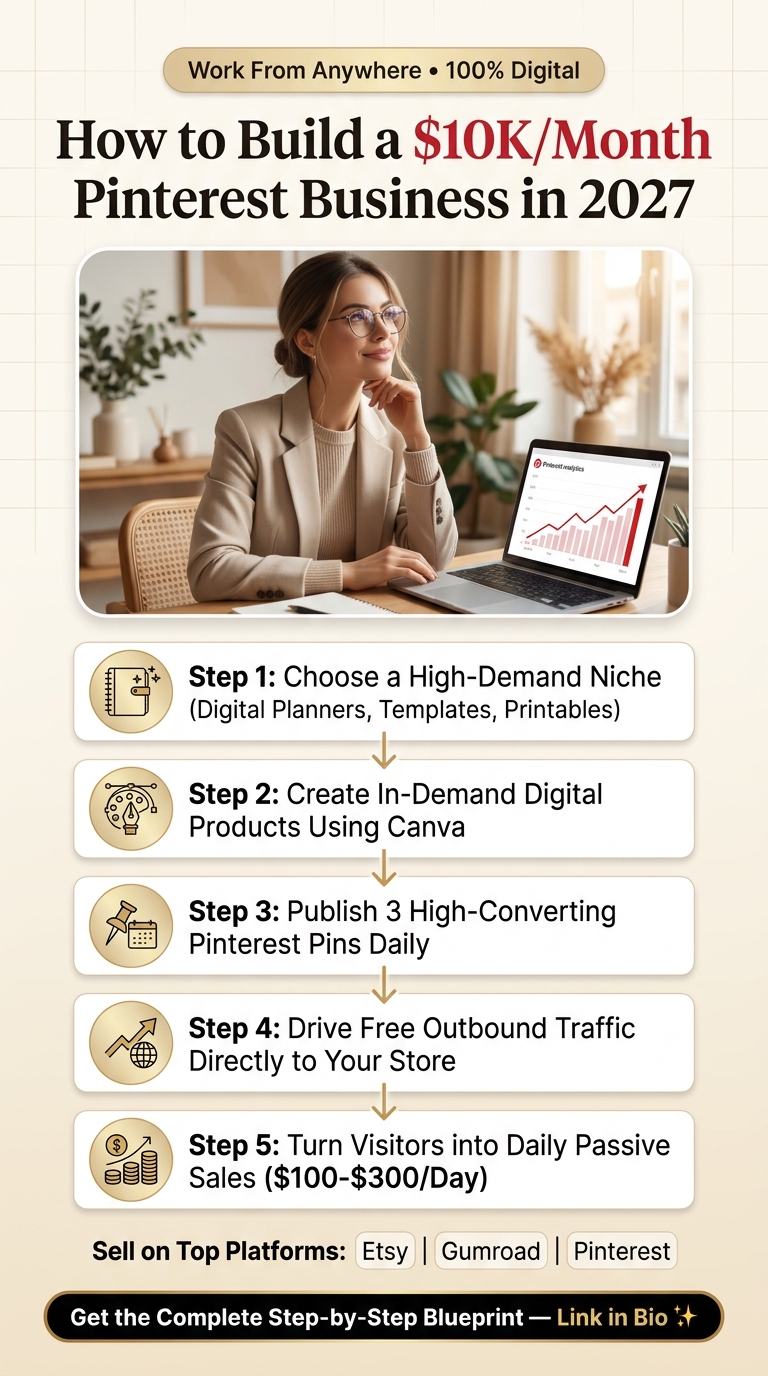 Work From Anywhere • 100% Digital
How to Build a $10K/Month
Pinterest Business in 2027
Step 1: Choose a High-Demand Niche
(Digital Planners, Templates, Printables)
Step 2: Create In-Demand Digital
Products Using Canva
Step 3: Publish 3 High-Converting
Pinterest Pins Daily
Step 4: Drive Free Outbound Traffic
Directly to Your Store
Step 5: Turn Visitors into Daily Passive
Sales ($100-$300/Day)
Sell on Top Platforms: Etsy | Gumroad | Pinterest
Get the Complete Step-by-Step Blueprint — Link in Bio ✨